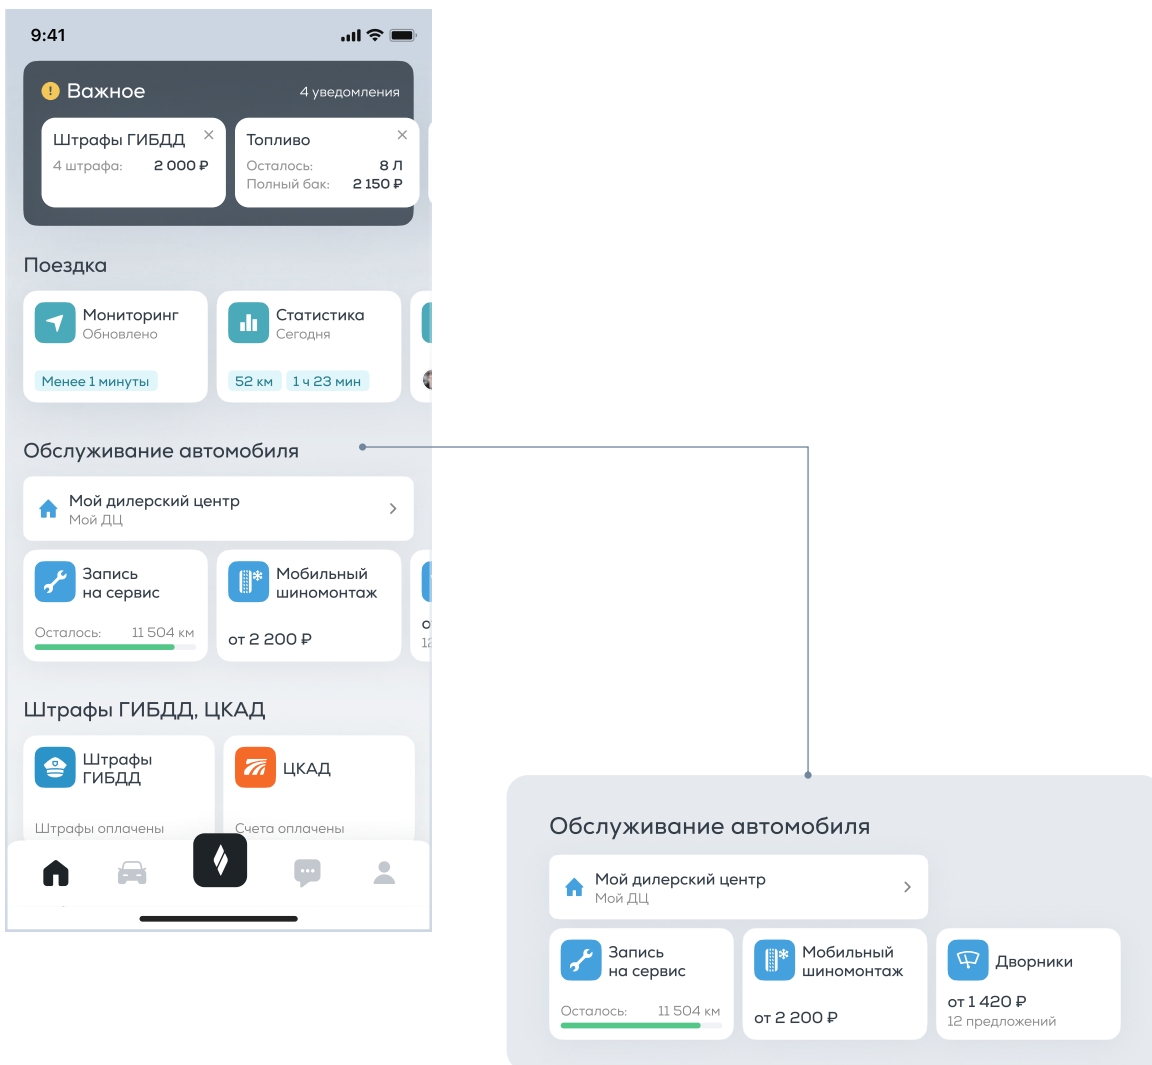 9:41
Важное
4 уведомления
Штрафы ГИБДД
4 штрафа: 2 000 ₽
Топливо
Осталось: 8 Л
Полный бак: 2 150 ₽
Поездка
Мониторинг
Обновлено
Менее 1 минуты
Статистика
Сегодня
52 км 1 ч 23 мин
Обслуживание автомобиля
Мой дилерский центр
Мой ДЦ
Запись
на сервис
Осталось: 11 504 км
Мобильный
шиномонтаж
от 2 200 ₽
Штрафы ГИБДД, ЦКАД
Штрафы
ГИБДД
Штрафы оплачены
ЦКАД
Счета оплачены
Обслуживание автомобиля
Мой дилерский центр
Мой ДЦ
Запись
на сервис
Осталось: 11 504 км
Мобильный
шиномонтаж
от 2 200 ₽
Дворники
от 1 420 ₽
12 предложений